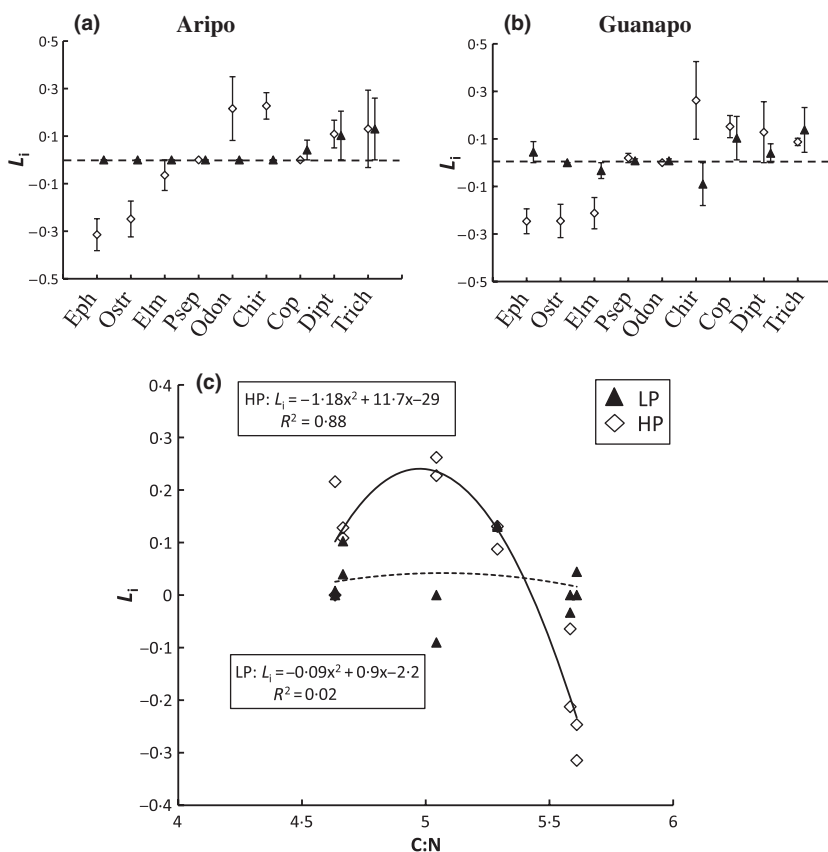 (a) Aripo
0·5
0·3
0·1
−0·1
−0·3
−0·5
Li
Eph Ostr Elm Psep Odon Chir Cop Dipt Trich
(b) Guanapo
0·5
0·3
0·1
−0·1
−0·3
−0·5
Li
Eph Ostr Elm Psep Odon Chir Cop Dipt Trich
(c)
0·4
0·3
0·2
0·1
0
−0·1
−0·2
−0·3
−0·4
Li
HP: Li = −1·18x² + 11·7x−29
R² = 0·88
LP
HP
LP: Li = −0·09x² + 0·9x−2·2
R² = 0·02
4 4·5 5 5·5 6
C:N